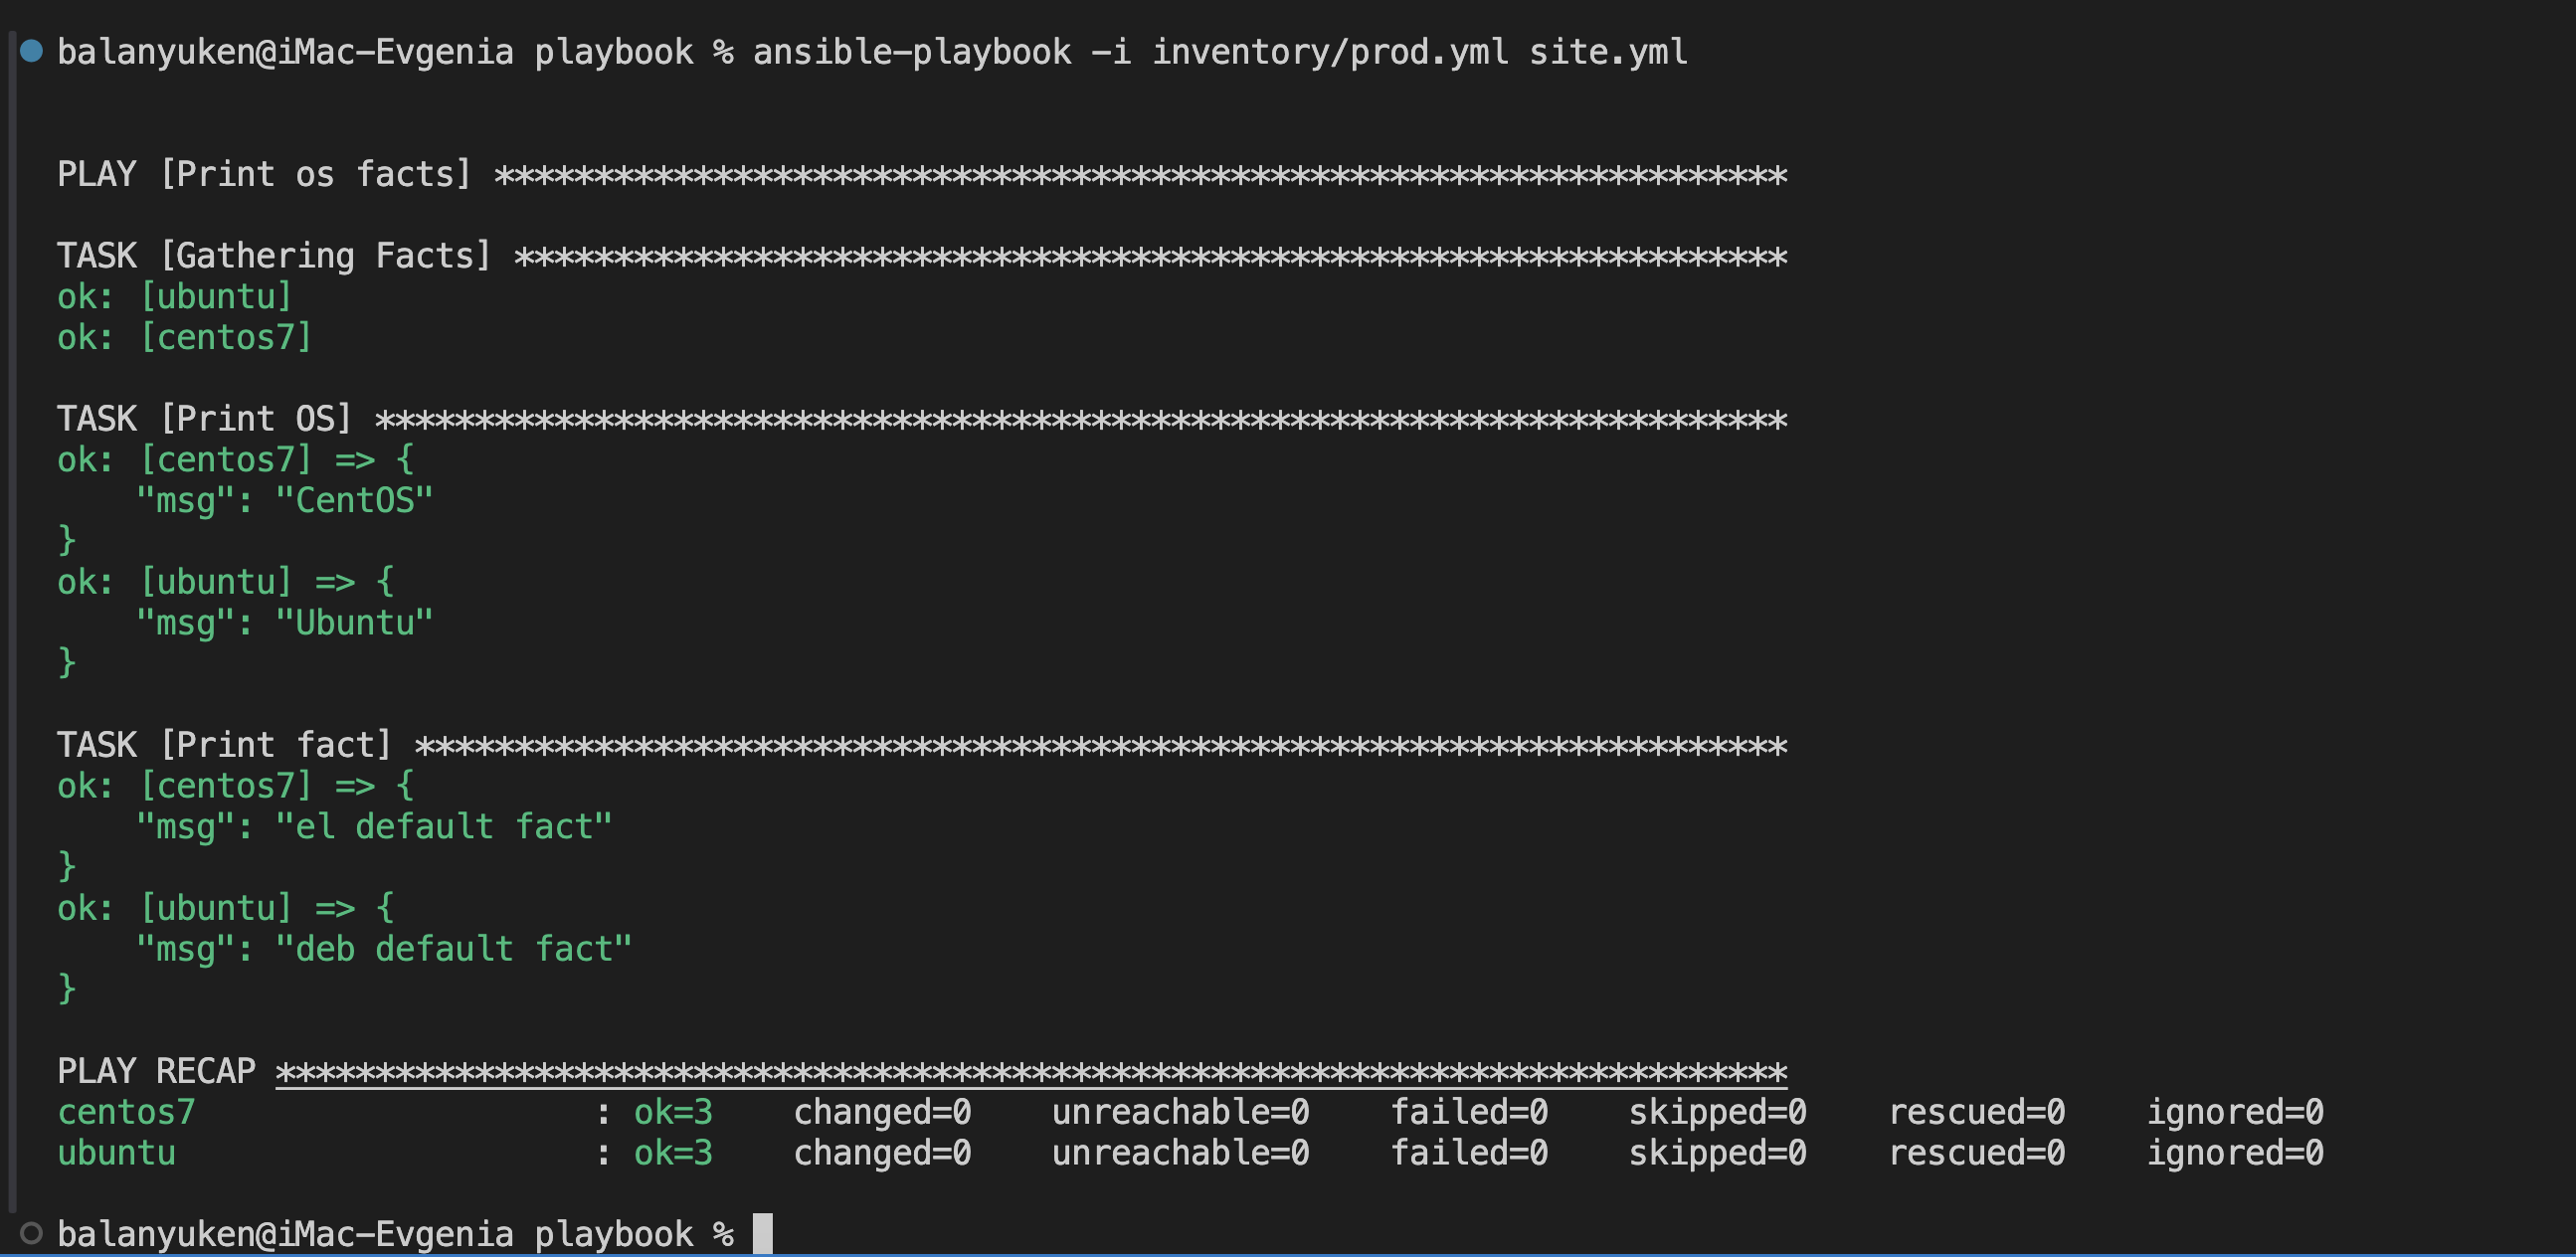 balanyuken@iMac-Evgenia playbook % ansible-playbook -i inventory/prod.yml site.yml
PLAY [Print os facts] *****************************************************************
TASK [Gathering Facts] ****************************************************************
ok: [ubuntu]
ok: [centos7]
TASK [Print OS] ***********************************************************************
ok: [centos7] => {
    "msg": "CentOS"
}
ok: [ubuntu] => {
    "msg": "Ubuntu"
}
TASK [Print fact] *********************************************************************
ok: [centos7] => {
    "msg": "el default fact"
}
ok: [ubuntu] => {
    "msg": "deb default fact"
}
PLAY RECAP ****************************************************************************
centos7                    : ok=3    changed=0    unreachable=0    failed=0    skipped=0    rescued=0    ignored=0
ubuntu                     : ok=3    changed=0    unreachable=0    failed=0    skipped=0    rescued=0    ignored=0
balanyuken@iMac-Evgenia playbook %